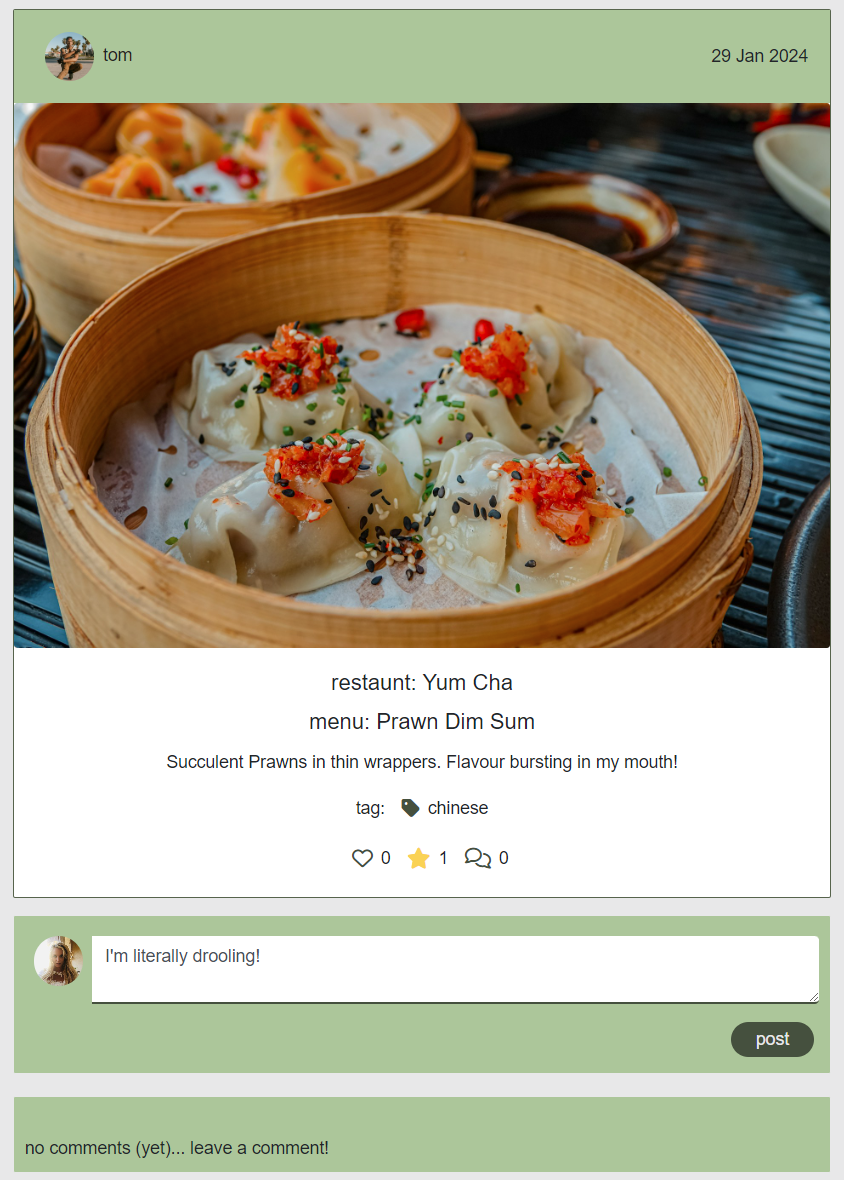 tom
29 Jan 2024
restaunt: Yum Cha
menu: Prawn Dim Sum
Succulent Prawns in thin wrappers. Flavour bursting in my mouth!
tag: chinese
0 1 0
I'm literally drooling!
post
no comments (yet)... leave a comment!